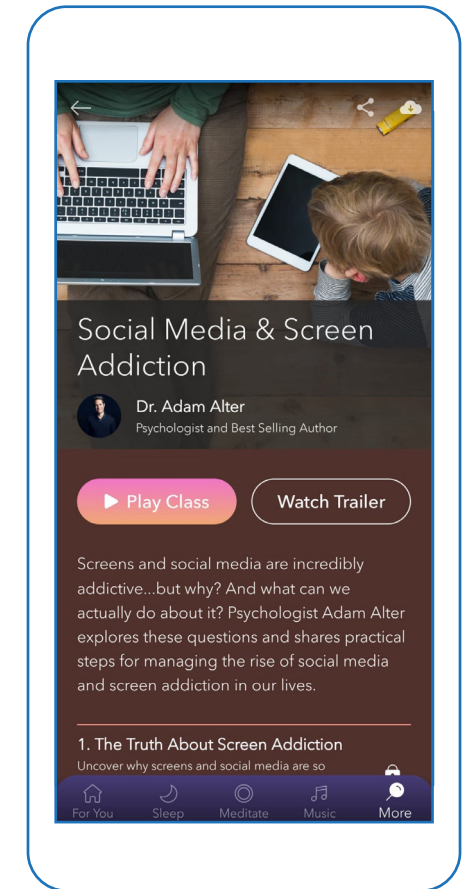 Social Media & Screen
Addiction
Dr. Adam Alter
Psychologist and Best Selling Author
Play Class
Watch Trailer
Screens and social media are incredibly
addictive...but why? And what can we
actually do about it? Psychologist Adam Alter
explores these questions and shares practical
steps for managing the rise of social media
and screen addiction in our lives.
1. The Truth About Screen Addiction
Uncover why screens and social media are so
For You
Sleep
Meditate
Music
More